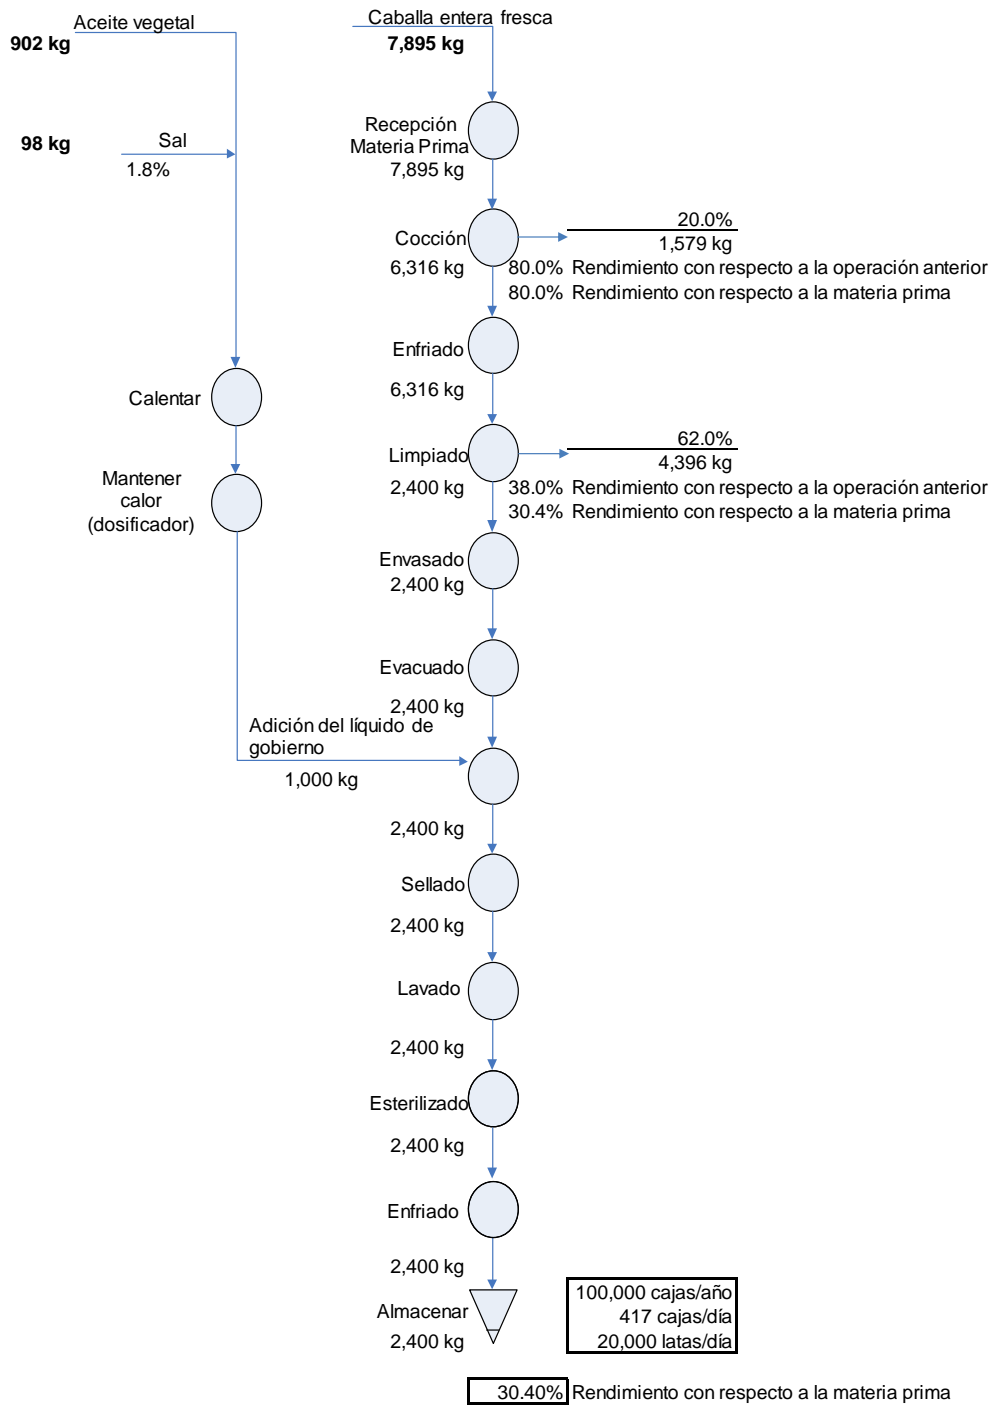 Aceite vegetal
902 kg
98 kg
Sal
1.8%
Calentar
Mantener
calor
(dosificador)
Caballa entera fresca
7,895 kg
Recepción
Materia Prima
7,895 kg
Cocción
6,316 kg
20.0%
1,579 kg
80.0% Rendimiento con respecto a la operación anterior
80.0% Rendimiento con respecto a la materia prima
Enfriado
6,316 kg
Limpiado
2,400 kg
62.0%
4,396 kg
38.0% Rendimiento con respecto a la operación anterior
30.4% Rendimiento con respecto a la materia prima
Envasado
2,400 kg
Evacuado
2,400 kg
Adición del líquido de
gobierno
1,000 kg
2,400 kg
Sellado
2,400 kg
Lavado
2,400 kg
Esterilizado
2,400 kg
Enfriado
2,400 kg
Almacenar
2,400 kg
100,000 cajas/año
417 cajas/día
20,000 latas/día
30.40% Rendimiento con respecto a la materia prima